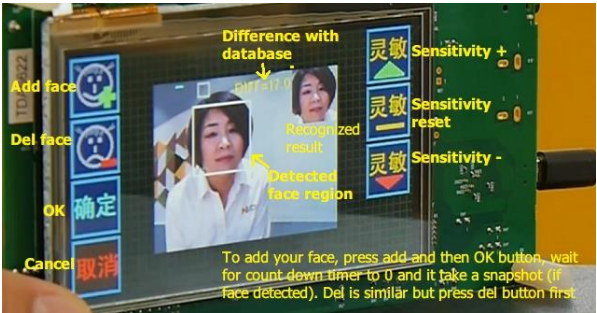 Difference with
database
DIFF=17.0
灵敏
Sensitivity +
Add face
Recognized
result
灵敏
Sensitivity
reset
Del face
灵敏
Sensitivity -
Detected
face region
OK
确定
Cancel
取消
To add your face, press add and then OK button, wait
for count down timer to 0 and it take a snapshot (if
face detected). Del is similar but press del button first